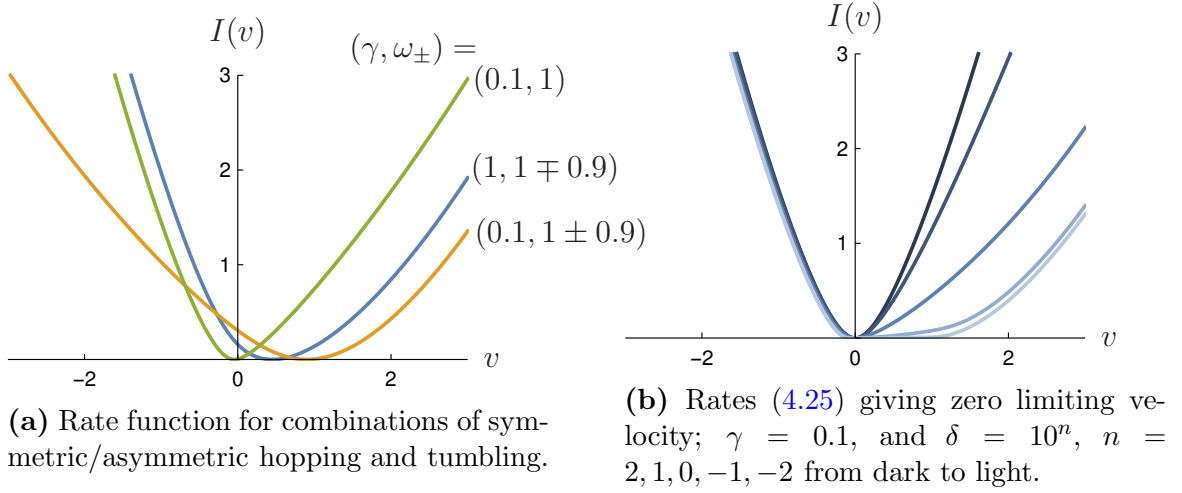 I(v)
(γ, ω±) =
3
(0.1, 1)
2
(1, 1 ∓ 0.9)
(0.1, 1 ± 0.9)
1
v
−2
0
2
(a) Rate function for combinations of sym-
metric/asymmetric hopping and tumbling.
I(v)
3
2
1
v
−2
0
2
(b) Rates (4.25) giving zero limiting ve-
locity; γ = 0.1, and δ = 10ⁿ, n =
2, 1, 0, −1, −2 from dark to light.